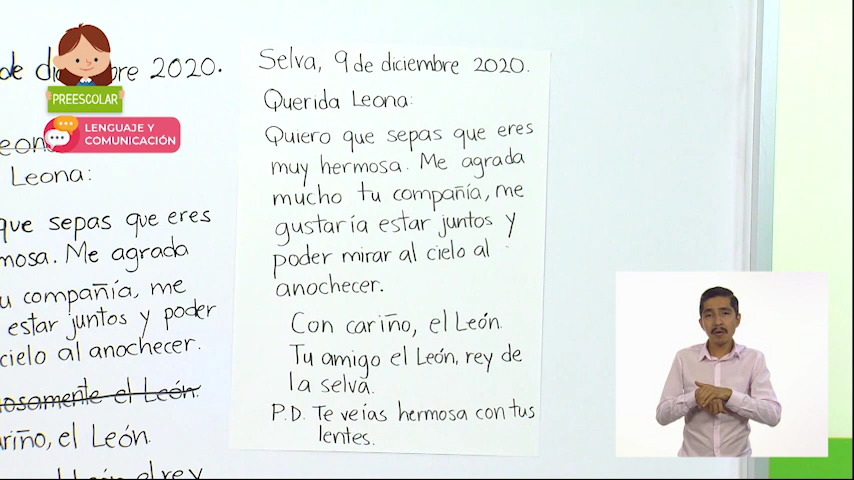 de diciembre 2020.
PREESCOLAR
LENGUAJE Y
COMUNICACIÓN
Leona:
que sepas que eres
mosa. Me agrada
u compañía, me
estar juntos y poder
cielo al anochecer.
osamente el León.
ariño, el León.
el rey
Selva, 9 de diciembre 2020.
Querida Leona:
Quiero que sepas que eres
muy hermosa. Me agrada
mucho tu compañía, me
gustaría estar juntos y
poder mirar al cielo al
anochecer.
Con cariño, el León.
Tu amigo el León, rey de
la selva.
P.D. Te veías hermosa con tus
lentes.